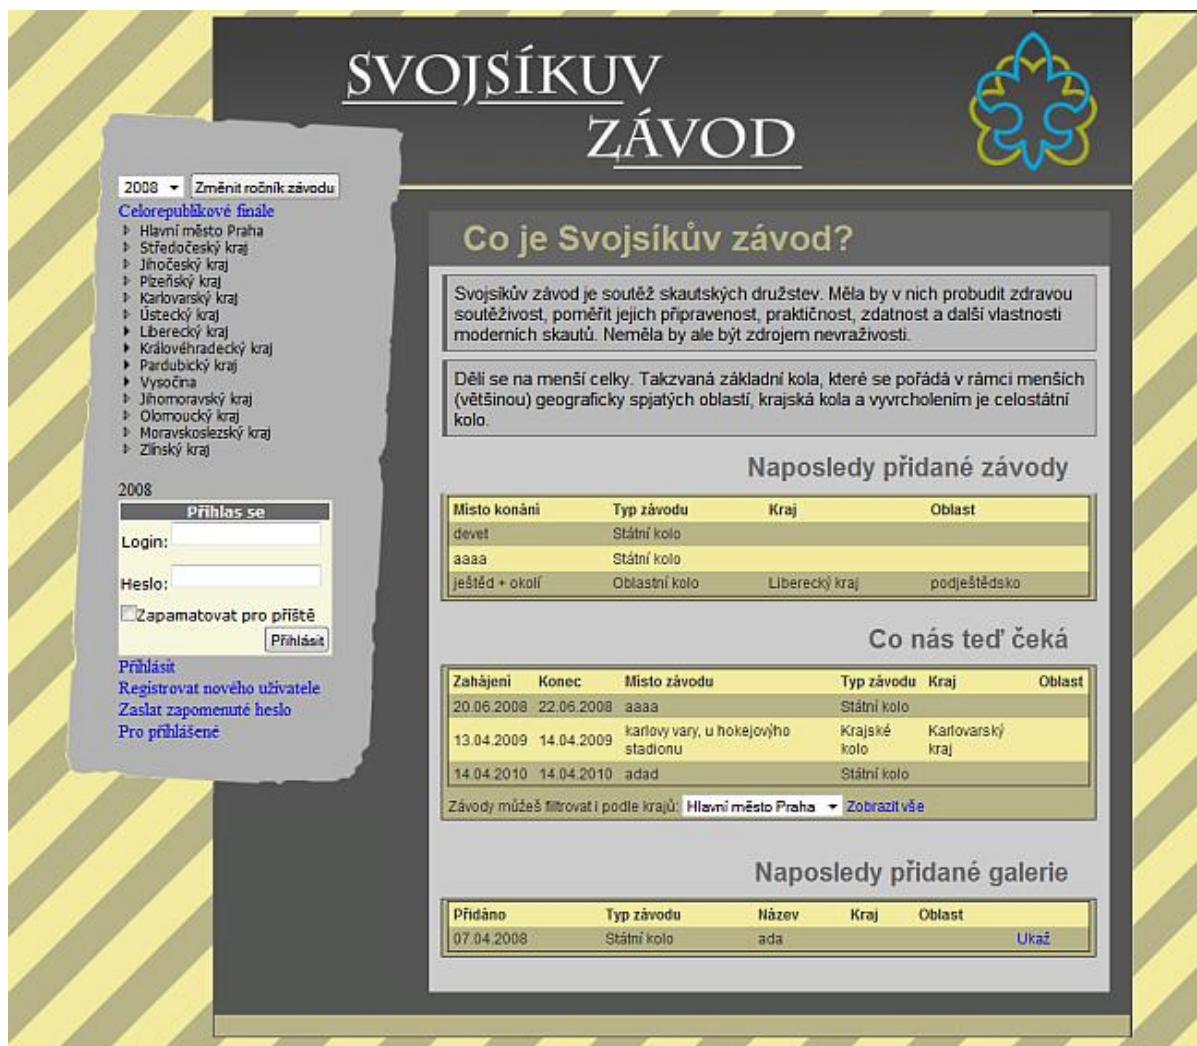 SVOJSÍKUV
ZÁVOD
2008 Změnit ročník závodu
Celorepublikové finále
Hlavní město Praha
Středočeský kraj
Jihočeský kraj
Plzeňský kraj
Karlovarský kraj
Ústecký kraj
Liberecký kraj
Královéhradecký kraj
Pardubický kraj
Vysočina
Jihomoravský kraj
Olomoucký kraj
Moravskoslezský kraj
Zlínský kraj
2008
Přihlas se
Login:
Heslo:
Zapamatovat pro příště
Přihlásit
Přihlásit
Registrovat nového uživatele
Zaslat zapomenuté heslo
Pro přihlášené
Co je Svojsíkův závod?
Svojsíkův závod je soutěž skautských družstev. Měla by v nich probudit zdravou
soutěživost, poměřit jejich připravenost, praktičnost, zdatnost a další vlastnosti
moderních skautů. Neměla by ale být zdrojem nevraživosti.
Dělí se na menší celky. Takzvaná základní kola, které se pořádá v rámci menších
(většinou) geograficky spjatých oblastí, krajská kola a vyvrcholením je celostátní
kolo.
Naposledy přidané závody
Místo konání Typ závodu Kraj Oblast
devet Státní kolo
aaaa Státní kolo
ještěd + okolí Oblastní kolo Liberecký kraj podještědsko
Co nás teď čeká
Zahájení Konec Místo závodu Typ závodu Kraj Oblast
20.06.2008 22.06.2008 aaaa Státní kolo
13.04.2009 14.04.2009 karlovy vary, u hokejovýho Krajské Karlovarský
stadionu kolo kraj
14.04.2010 14.04.2010 adad Státní kolo
Závody můžeš filtrovat i podle krajů: Hlavní město Praha Zobrazit vše
Naposledy přidané galerie
Přidáno Typ závodu Název Kraj Oblast
07.04.2008 Státní kolo ada Ukaž